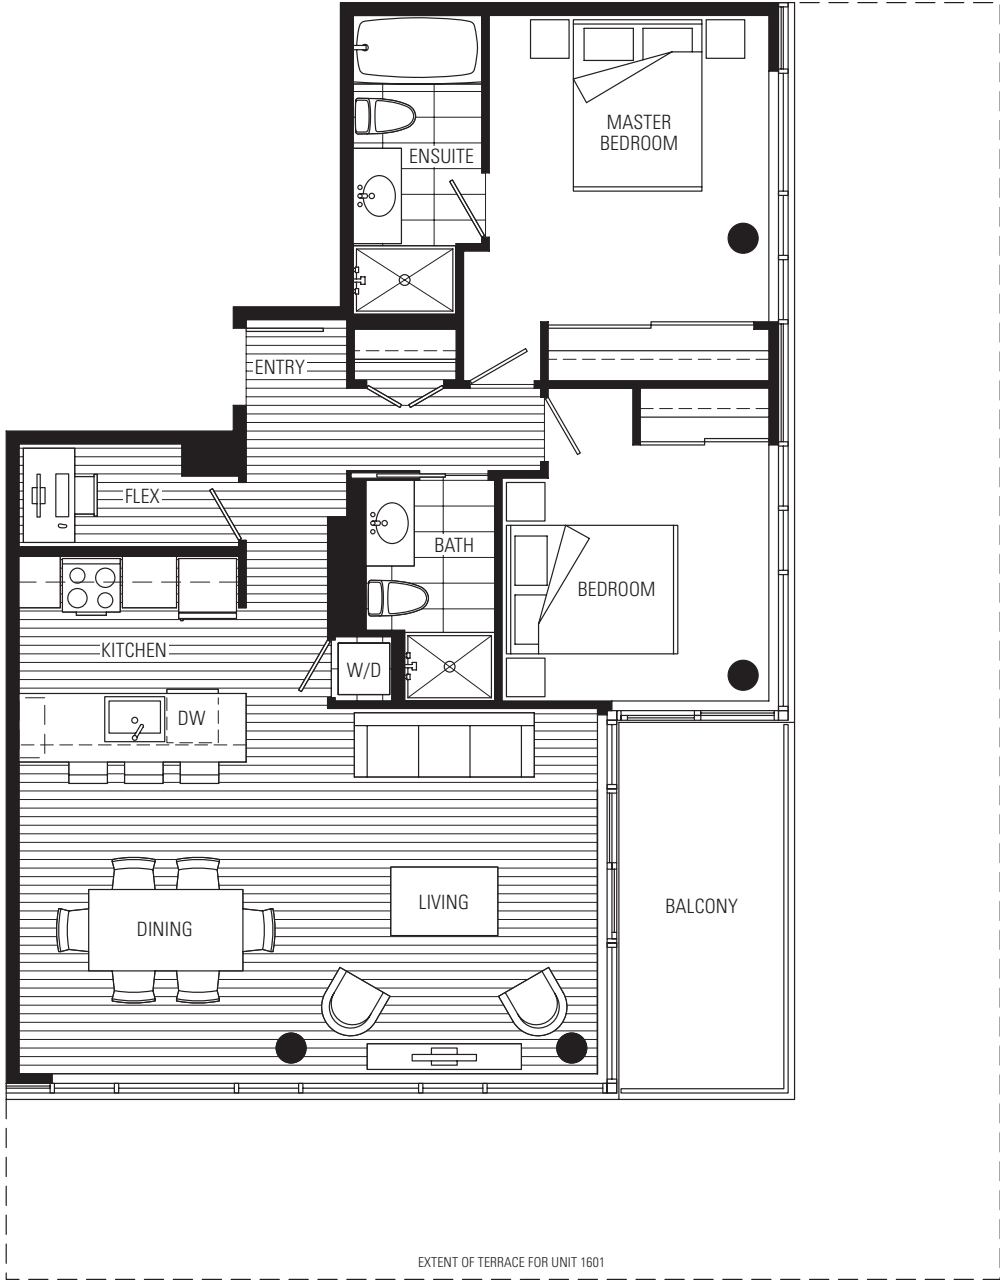 MASTER
BEDROOM
ENSUITE
ENTRY
FLEX
BATH
BEDROOM
KITCHEN
W/D
DW
LIVING
BALCONY
DINING
EXTENT OF TERRACE FOR UNIT 1601